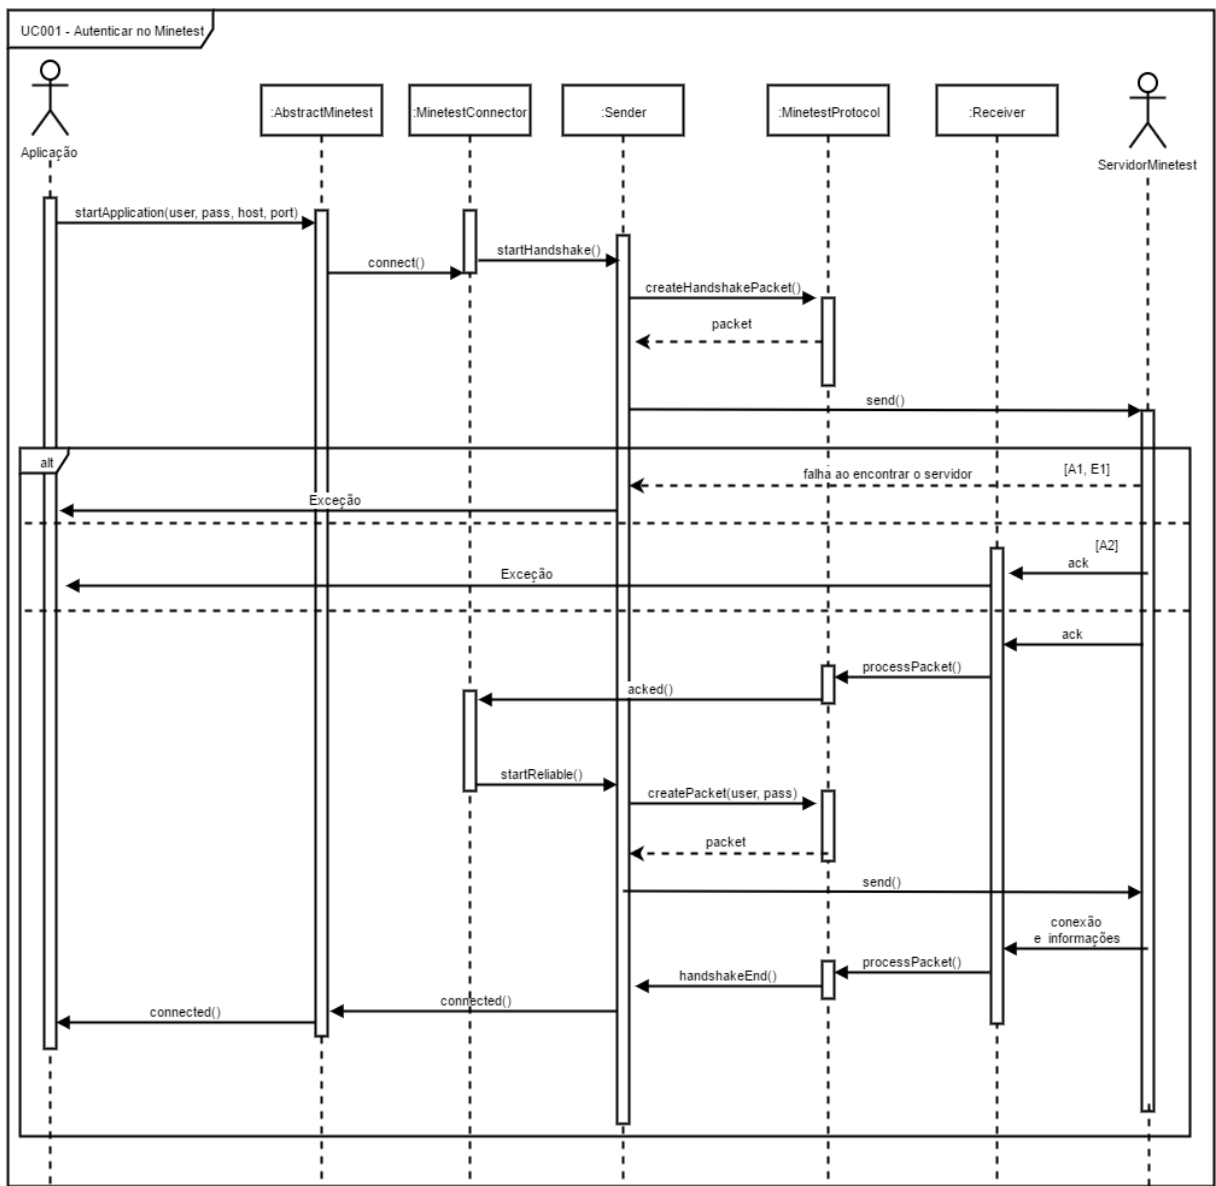 UC001 - Autenticar no Minetest
Aplicação
:AbstractMinetest
:MinetestConnector
:Sender
:MinetestProtocol
:Receiver
ServidorMinetest
startApplication(user, pass, host, port)
startHandshake()
connect()
createHandshakePacket()
packet
send()
alt
[A1, E1]
falha ao encontrar o servidor
Exceção
[A2]
ack
Exceção
ack
processPacket()
acked()
startReliable()
createPacket(user, pass)
packet
send()
conexão
e informações
processPacket()
handshakeEnd()
connected()
connected()